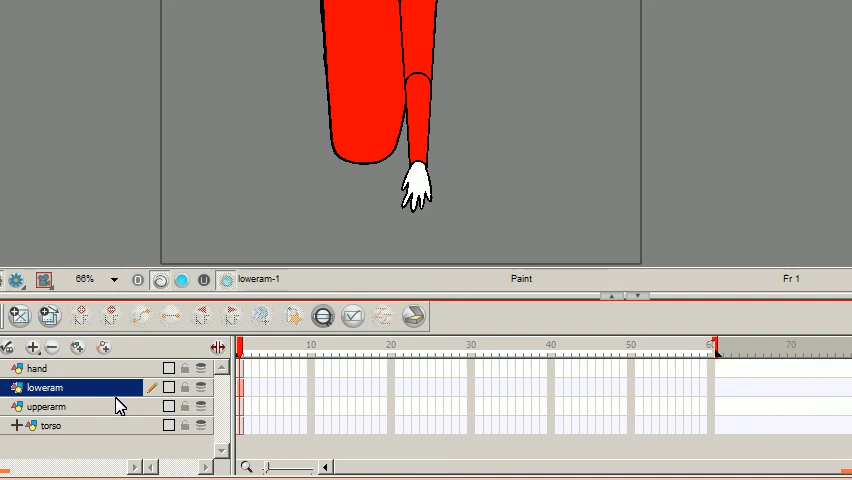 66% loweram-1 Paint Fr 1
10 20 30 40 50 60 70
hand
loweram
upperarm
torso